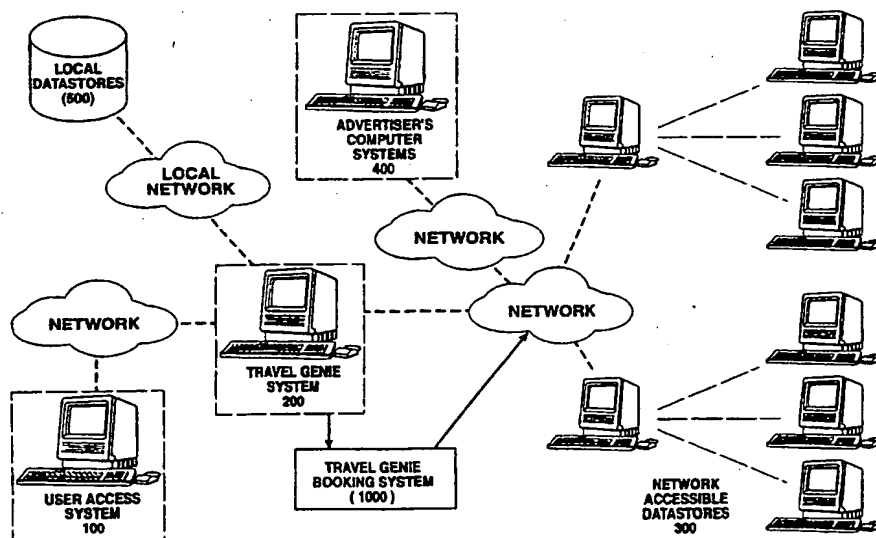 LOCAL
DATASTORES
(500)
ADVERTISER'S
COMPUTER
SYSTEMS
400
LOCAL
NETWORK
NETWORK
NETWORK
NETWORK
TRAVEL GENIE
SYSTEM
200
USER ACCESS
SYSTEM
100
TRAVEL GENIE
BOOKING SYSTEM
( 1000 )
NETWORK
ACCESSIBLE
DATASTORES
300